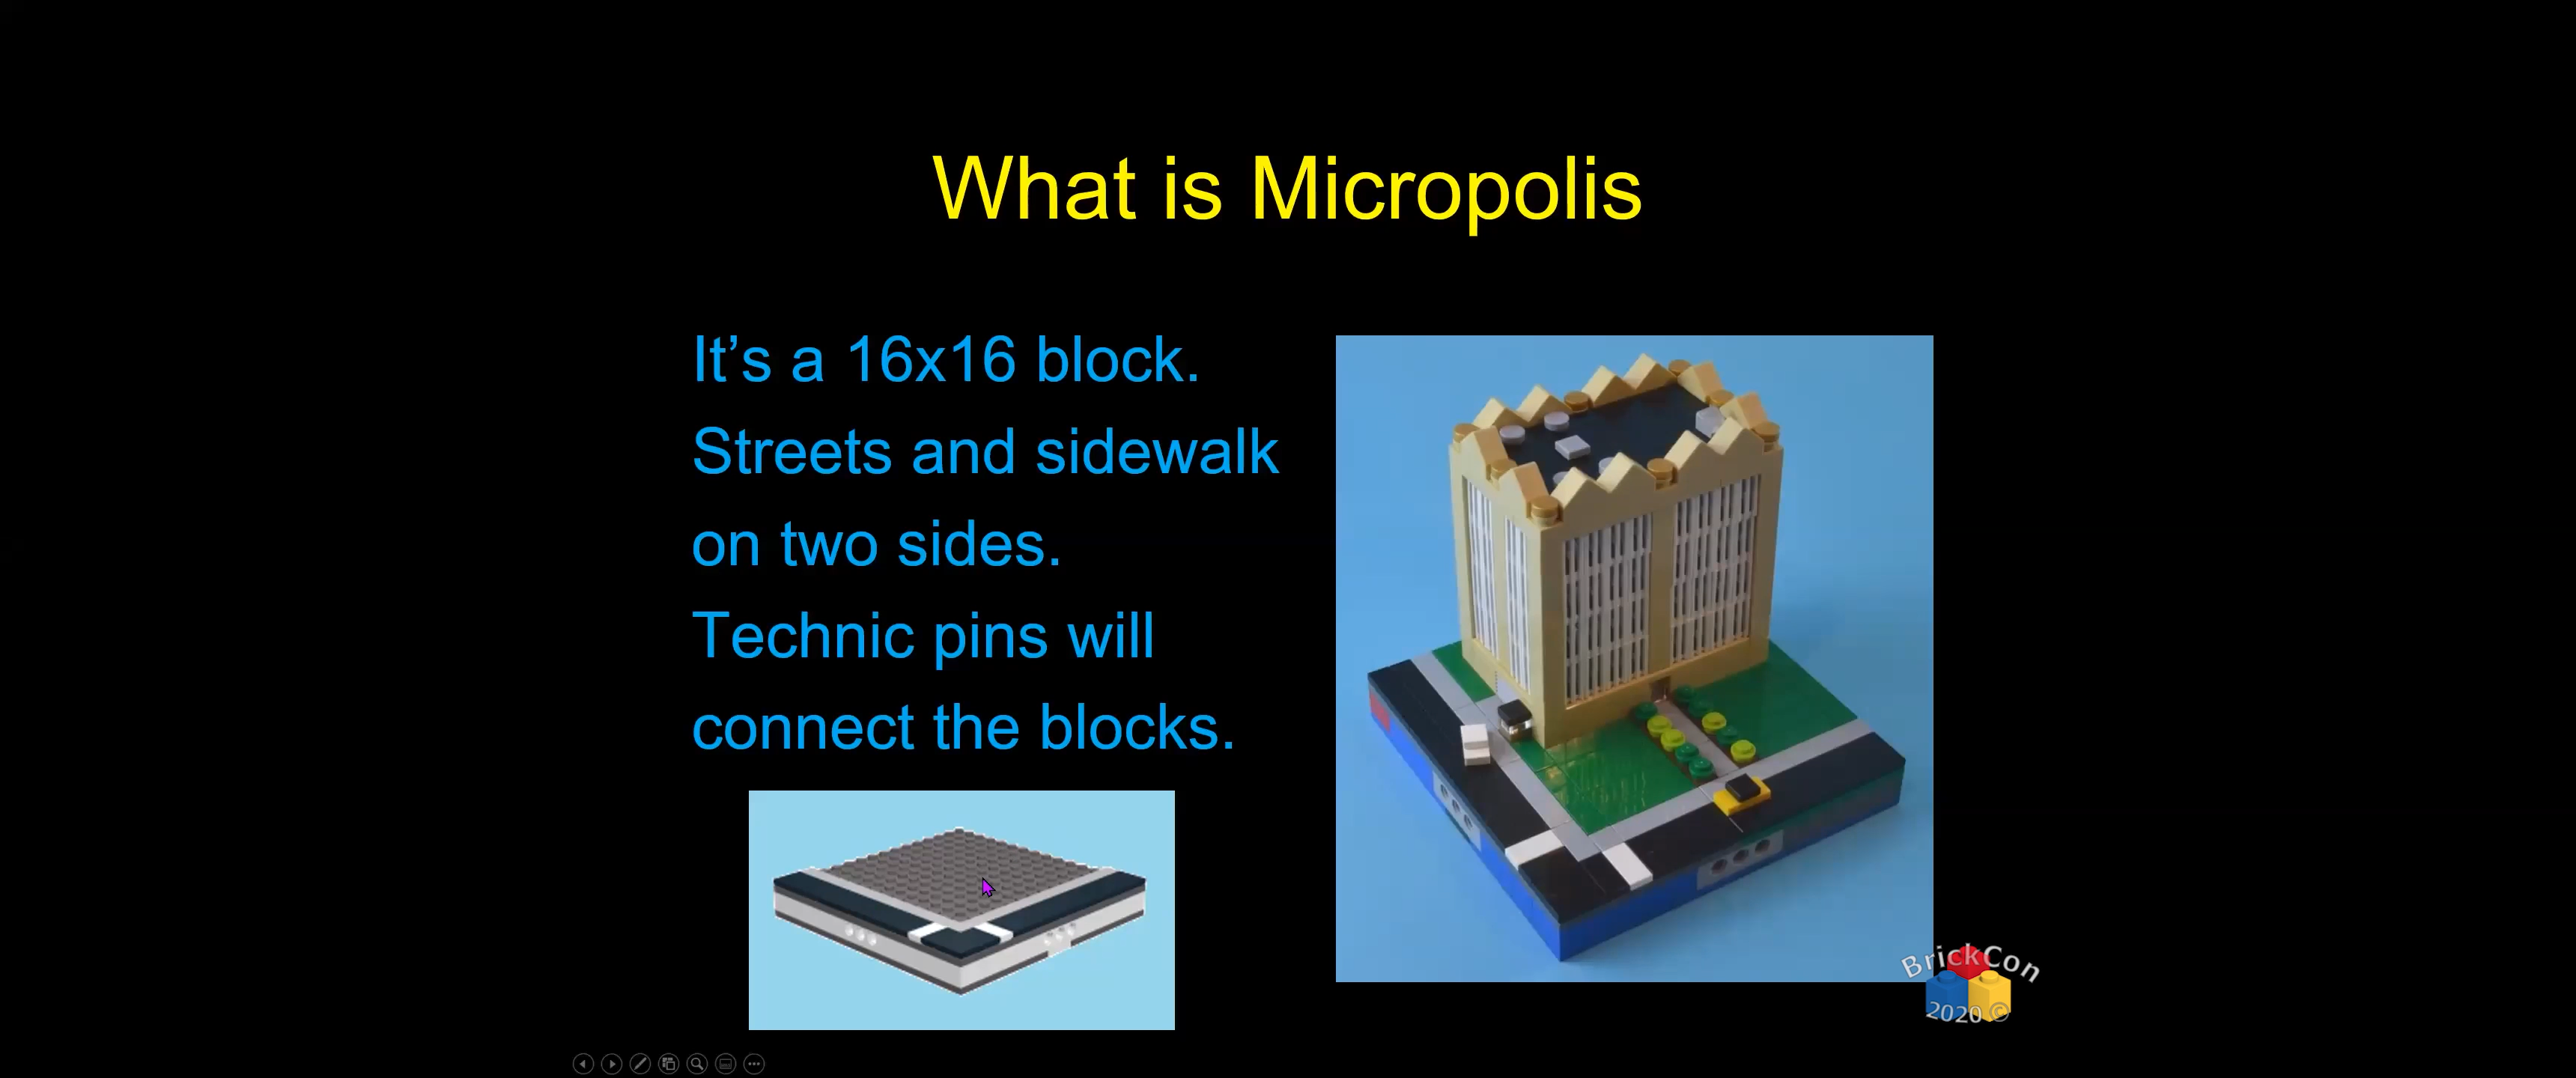 What is Micropolis
It’s a 16x16 block.
Streets and sidewalk
on two sides.
Technic pins will
connect the blocks.
BrickCon
2020 ©